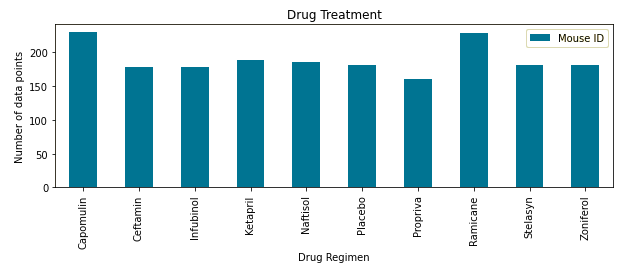 Drug Treatment
Mouse ID
Number of data points
200
150
100
50
0
Capomulin
Ceftamin
Infubinol
Ketapril
Naftisol
Placebo
Propriva
Ramicane
Stelasyn
Zoniferol
Drug Regimen